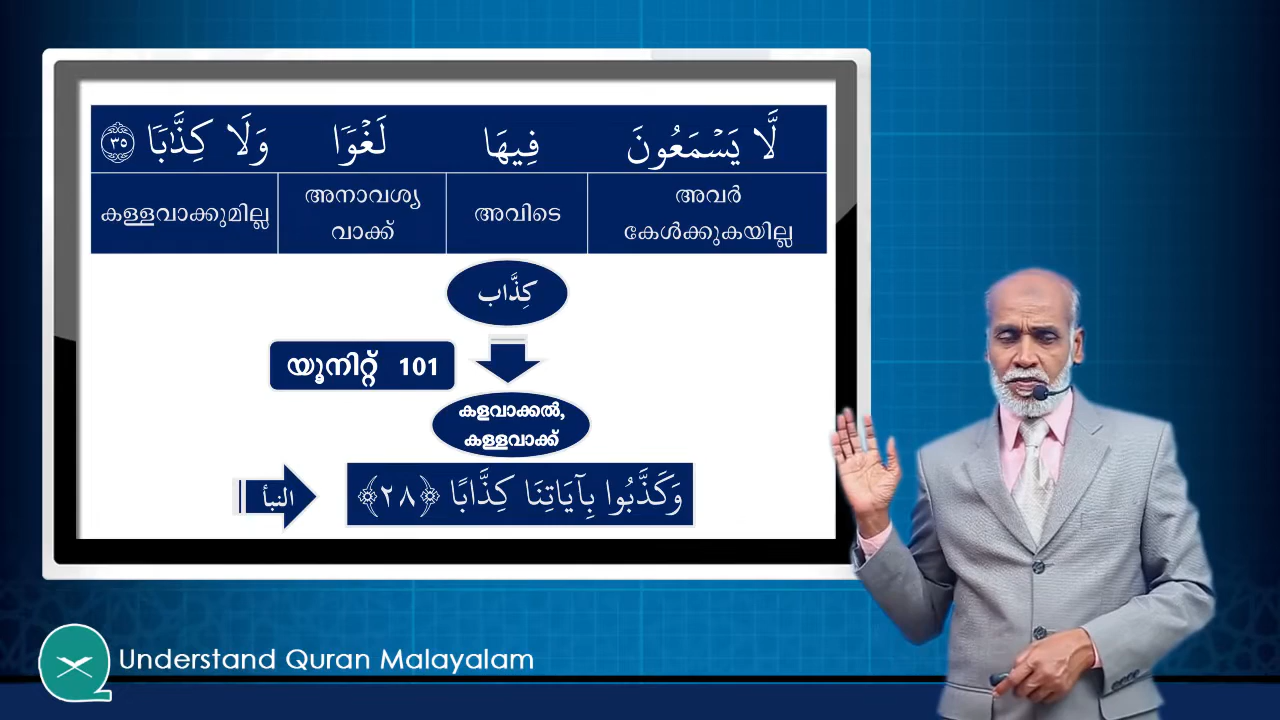 لَّا يَسۡمَعُونَ فِيهَا لَغۡوٗا وَلَا كِذَّٰبٗا ٣٥
അവർ കേൾക്കുകയില്ല
അവിടെ
അനാവശ്യ വാക്ക്
കള്ളവാക്കുമില്ല
كِذَّاب
യൂനിറ്റ് 101
കളവാക്കൽ,
കള്ളവാക്ക്
النبأ
وَكَذَّبُوا بِآيَاتِنَا كِذَّابًا ﴿٢٨﴾
Understand Quran Malayalam